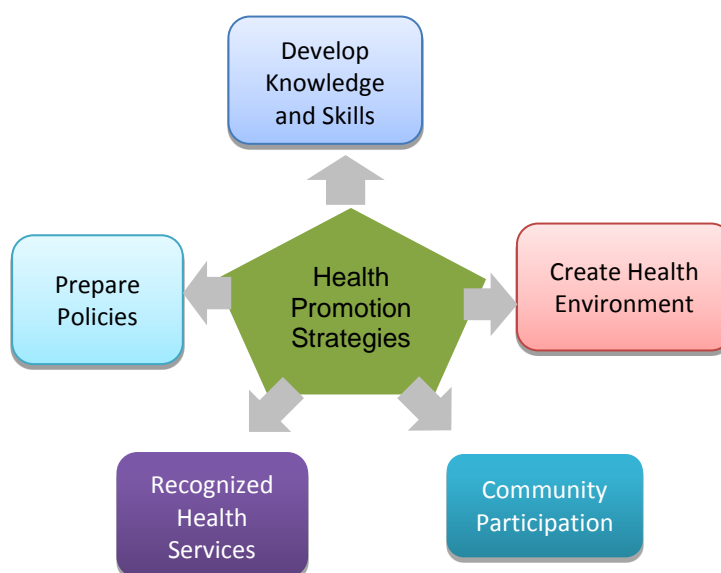 Develop
Knowledge
and Skills
Prepare
Policies
Health
Promotion
Strategies
Create Health
Environment
Recognized
Health
Services
Community
Participation